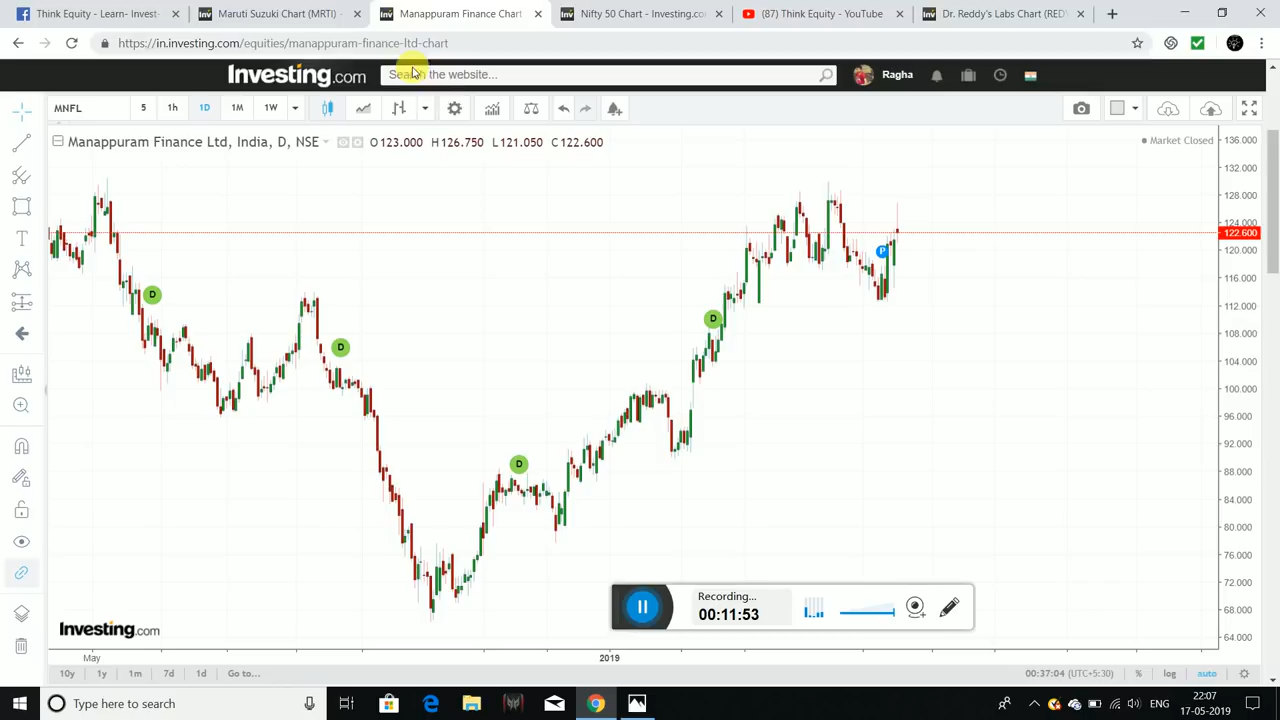 Facebook Think Equity - Learn- Invest-
Maruti Suzuki Chart (MRTI) -
Manappuram Finance Chart
Nifty 50 Chart - Investing.com
(87) Think Equity - YouTube
Dr. Reddy's Labs Chart (REDY
https://in.investing.com/equities/manappuram-finance-ltd-chart
Investing.com
Search the website...
Ragha
MNFL 5 1h 1D 1M 1W
Manappuram Finance Ltd, India, D, NSE O 123.000 H 126.750 L 121.050 C 122.600
Market Closed
136.000
132.000
128.000
124.000
122.600
120.000
116.000
112.000
108.000
104.000
100.000
96.000
92.000
88.000
84.000
80.000
76.000
72.000
68.000
64.000
D
D
D
D
P
Recording...
00:11:53
Investing.com
May 2019
10y 1y 1m 7d 1d Go to... 00:37:04 (UTC+5:30) % log auto
Type here to search
ENG
22:07
17-05-2019